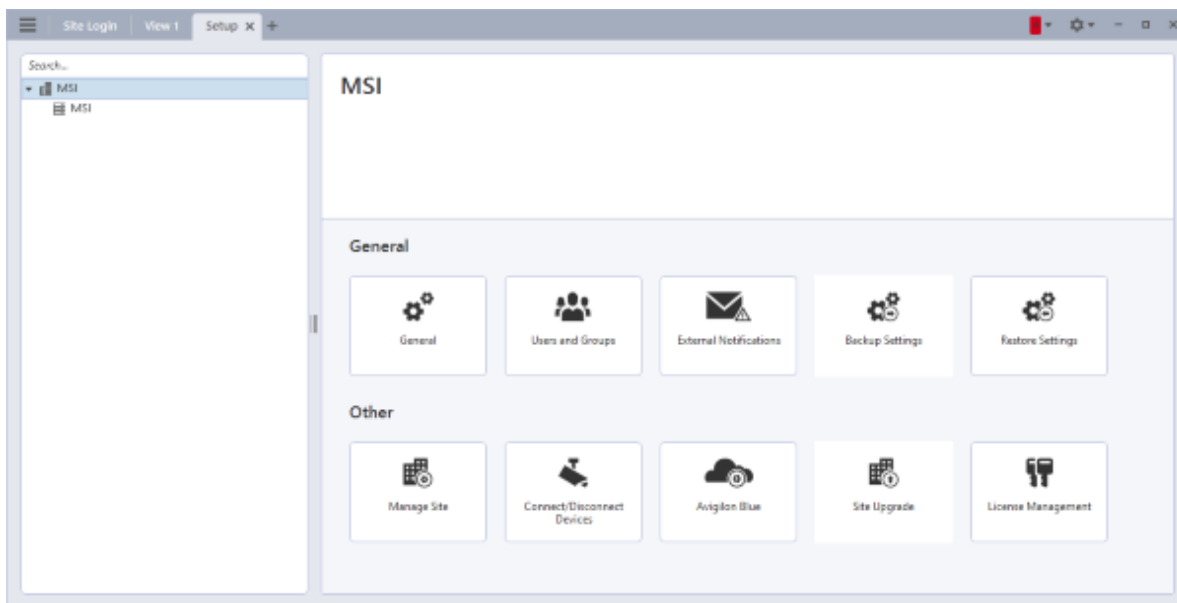 Site Login View 1 Setup
Search...
MSI
MSI
MSI
General
General Users and Groups External Notifications Backup Settings Restore Settings
Other
Manage Site Connect/Disconnect Devices Avigilon Blue Site Upgrade License Management